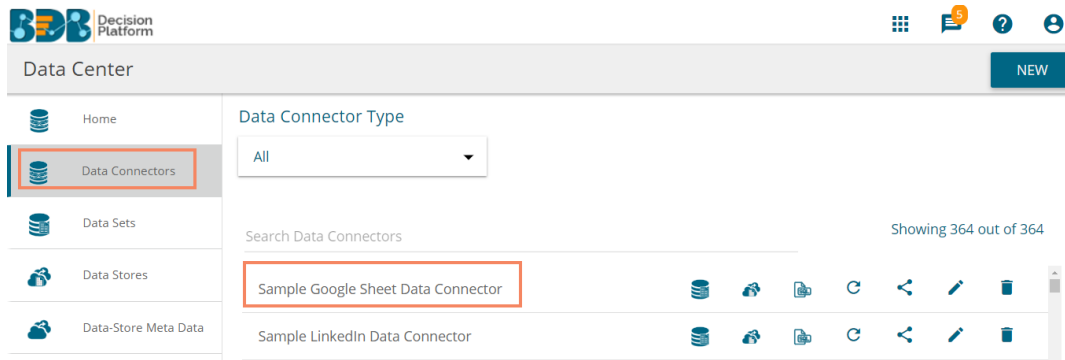 BDB Decision
Platform
5
Data Center
NEW
Home
Data Connector Type
Data Connectors
All
Data Sets
Search Data Connectors
Showing 364 out of 364
Data Stores
Sample Google Sheet Data Connector
Data-Store Meta Data
Sample LinkedIn Data Connector